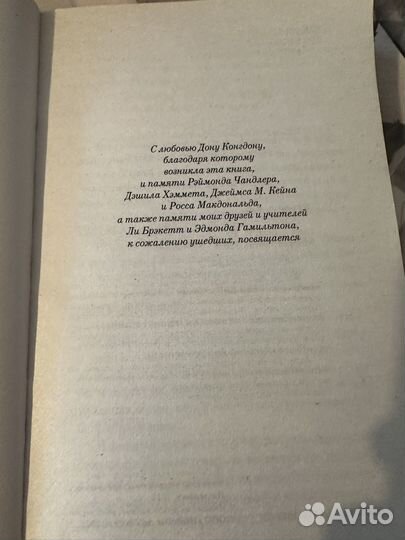 С любовью Дону Конгдону,
благодаря которому
возникла эта книга,
и памяти Рэймонда Чандлера,
Дэшила Хэммета, Джеймса М. Кейна
и Росса Макдональда,
а также памяти моих друзей и учителей
Ли Брэкетт и Эдмонда Гамильтона,
к сожалению ушедших, посвящается
Avito